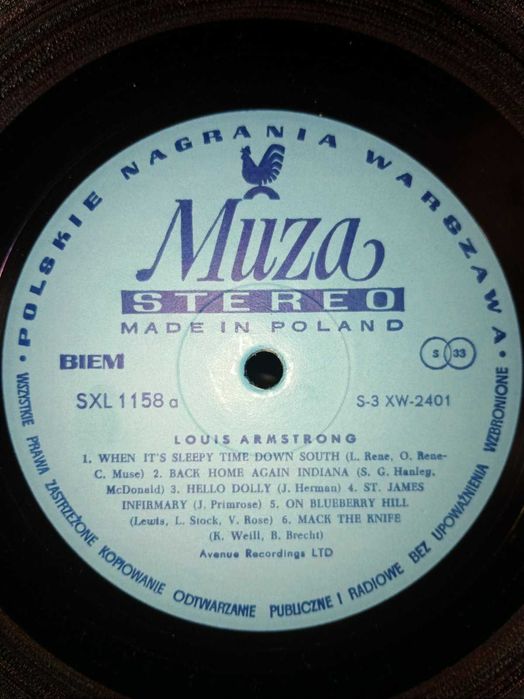 • POLSKIE NAGRANIA WARSZAWA •
Muza
STEREO
MADE IN POLAND
BIEM
S 33
SXL 1158 a
S-3 XW-2401
LOUIS ARMSTRONG
1. WHEN IT'S SLEEPY TIME DOWN SOUTH (L. Rene, O. Rene-
C. Muse) 2. BACK HOME AGAIN INDIANA (S. G. Hanley,
McDonald) 3. HELLO DOLLY (J. Herman) 4. ST. JAMES
INFIRMARY (J. Primrose) 5. ON BLUEBERRY HILL
(Lewis, L. Stock, V. Rose) 6. MACK THE KNIFE
(K. Weill, B. Brecht)
Avenue Recordings LTD
WSZYSTKIE PRAWA ZASTRZEŻONE KOPIOWANIE ODTWARZANIE PUBLICZNE I RADIOWE BEZ UPOWAŻNIENIA WZBRONIONE